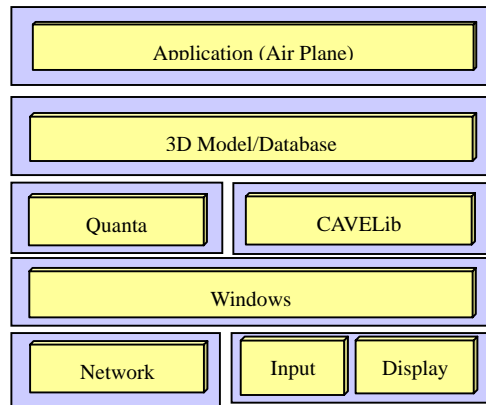 Application (Air Plane)
3D Model/Database
Quanta
CAVELib
Windows
Network
Input
Display